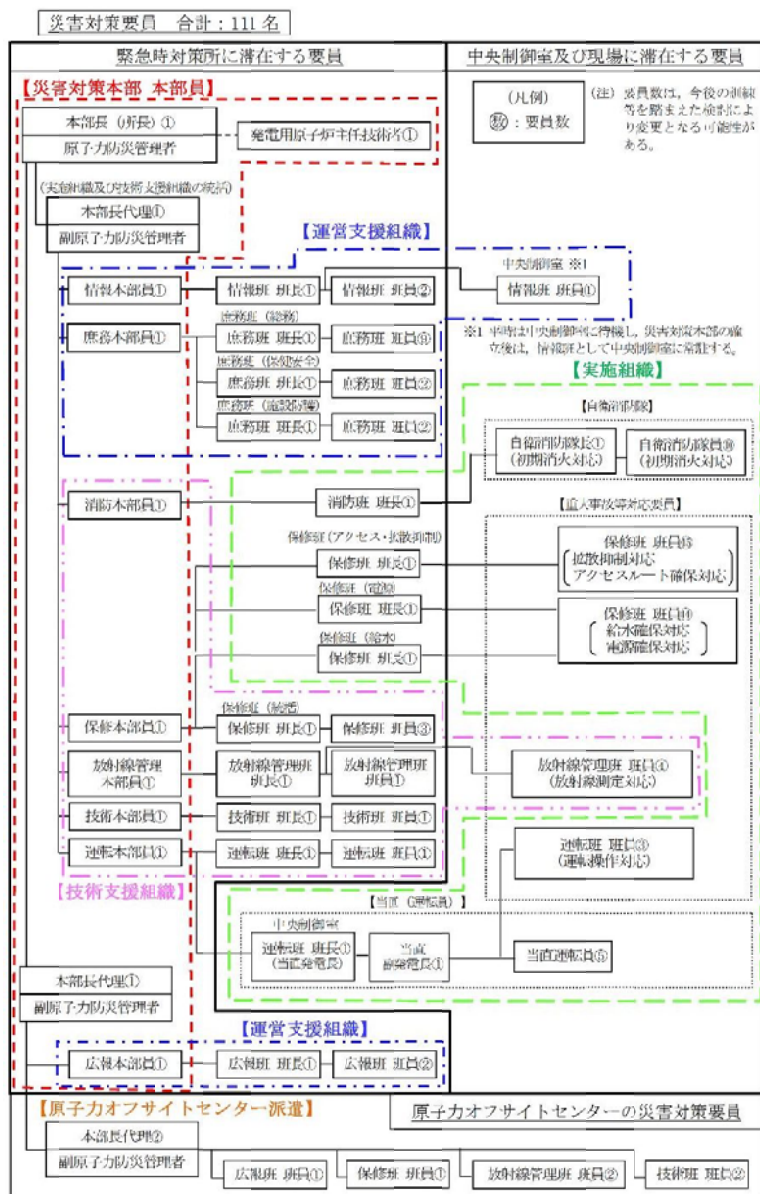 災害対策要員 合計：111 名
緊急時対策所に滞在する要員
中央制御室及び現場に滞在する要員
【災害対策本部 本部員】
本部長（所長）①
原子力防災管理者
発電用原子炉主任技術者①
(凡例)
数：要員数
(注) 要員数は，今後の訓練
等を踏まえた検討によ
り変更となる可能性が
ある。
(実施組織及び技術支援組織の統括)
本部長代理①
副原子力防災管理者
【運営支援組織】
情報本部員①
情報班 班長①
情報班 班員②
中央制御室 ※1
情報班 班員①
※1 平時は中央制御室に待機し，災害対策本部の確
立後は，情報班として中央制御室に常駐する。
庶務本部員①
庶務班 (総務)
庶務班 班長①
庶務班 班員
庶務班 (保健安全)
庶務班 班長①
庶務班 班員②
庶務班 (施設防護)
庶務班 班長①
庶務班 班員②
【実施組織】
【自衛消防隊】
自衛消防隊長①
(初期消火対応)
自衛消防隊員
(初期消火対応)
消防本部員①
消防班 班長①
【重大事故等対応要員】
保修班 (アクセス・拡散抑制)
保修班 班長①
保修班 班員
拡散抑制対応
アクセスルート確保対応
保修班 (電源)
保修班 班長①
保修班 班員
給水確保対応
電源確保対応
保修班 (給水)
保修班 班長①
保修本部員①
保修班 (統括)
保修班 班長①
保修班 班員③
放射線管理
本部員①
放射線管理班
班長①
放射線管理班
班員①
放射線管理班 班員④
(放射線測定対応)
技術本部員①
技術班 班長①
技術班 班員①
運転本部員①
運転班 班長①
運転班 班員①
運転班 班員③
(運転操作対応)
【技術支援組織】
【当直（運転員）】
中央制御室
運転班 班長①
(当直発電長)
当直
副発電長①
当直運転員⑤
本部長代理①
副原子力防災管理者
【運営支援組織】
広報本部員①
広報班 班長①
広報班 班員②
【原子力オフサイトセンター派遣】
原子力オフサイトセンターの災害対策要員
本部長代理②
副原子力防災管理者
広報班 班員①
保修班 班員①
放射線管理班 班員②
技術班 班員②